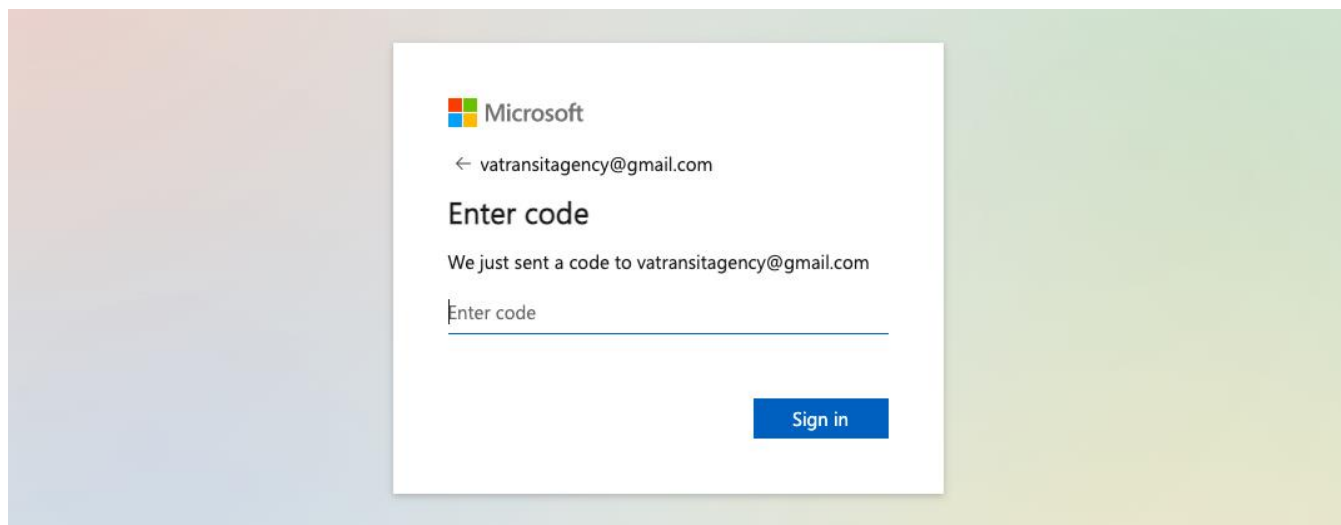 Microsoft
← vatransitagency@gmail.com
Enter code
We just sent a code to vatransitagency@gmail.com
Enter code
Sign in